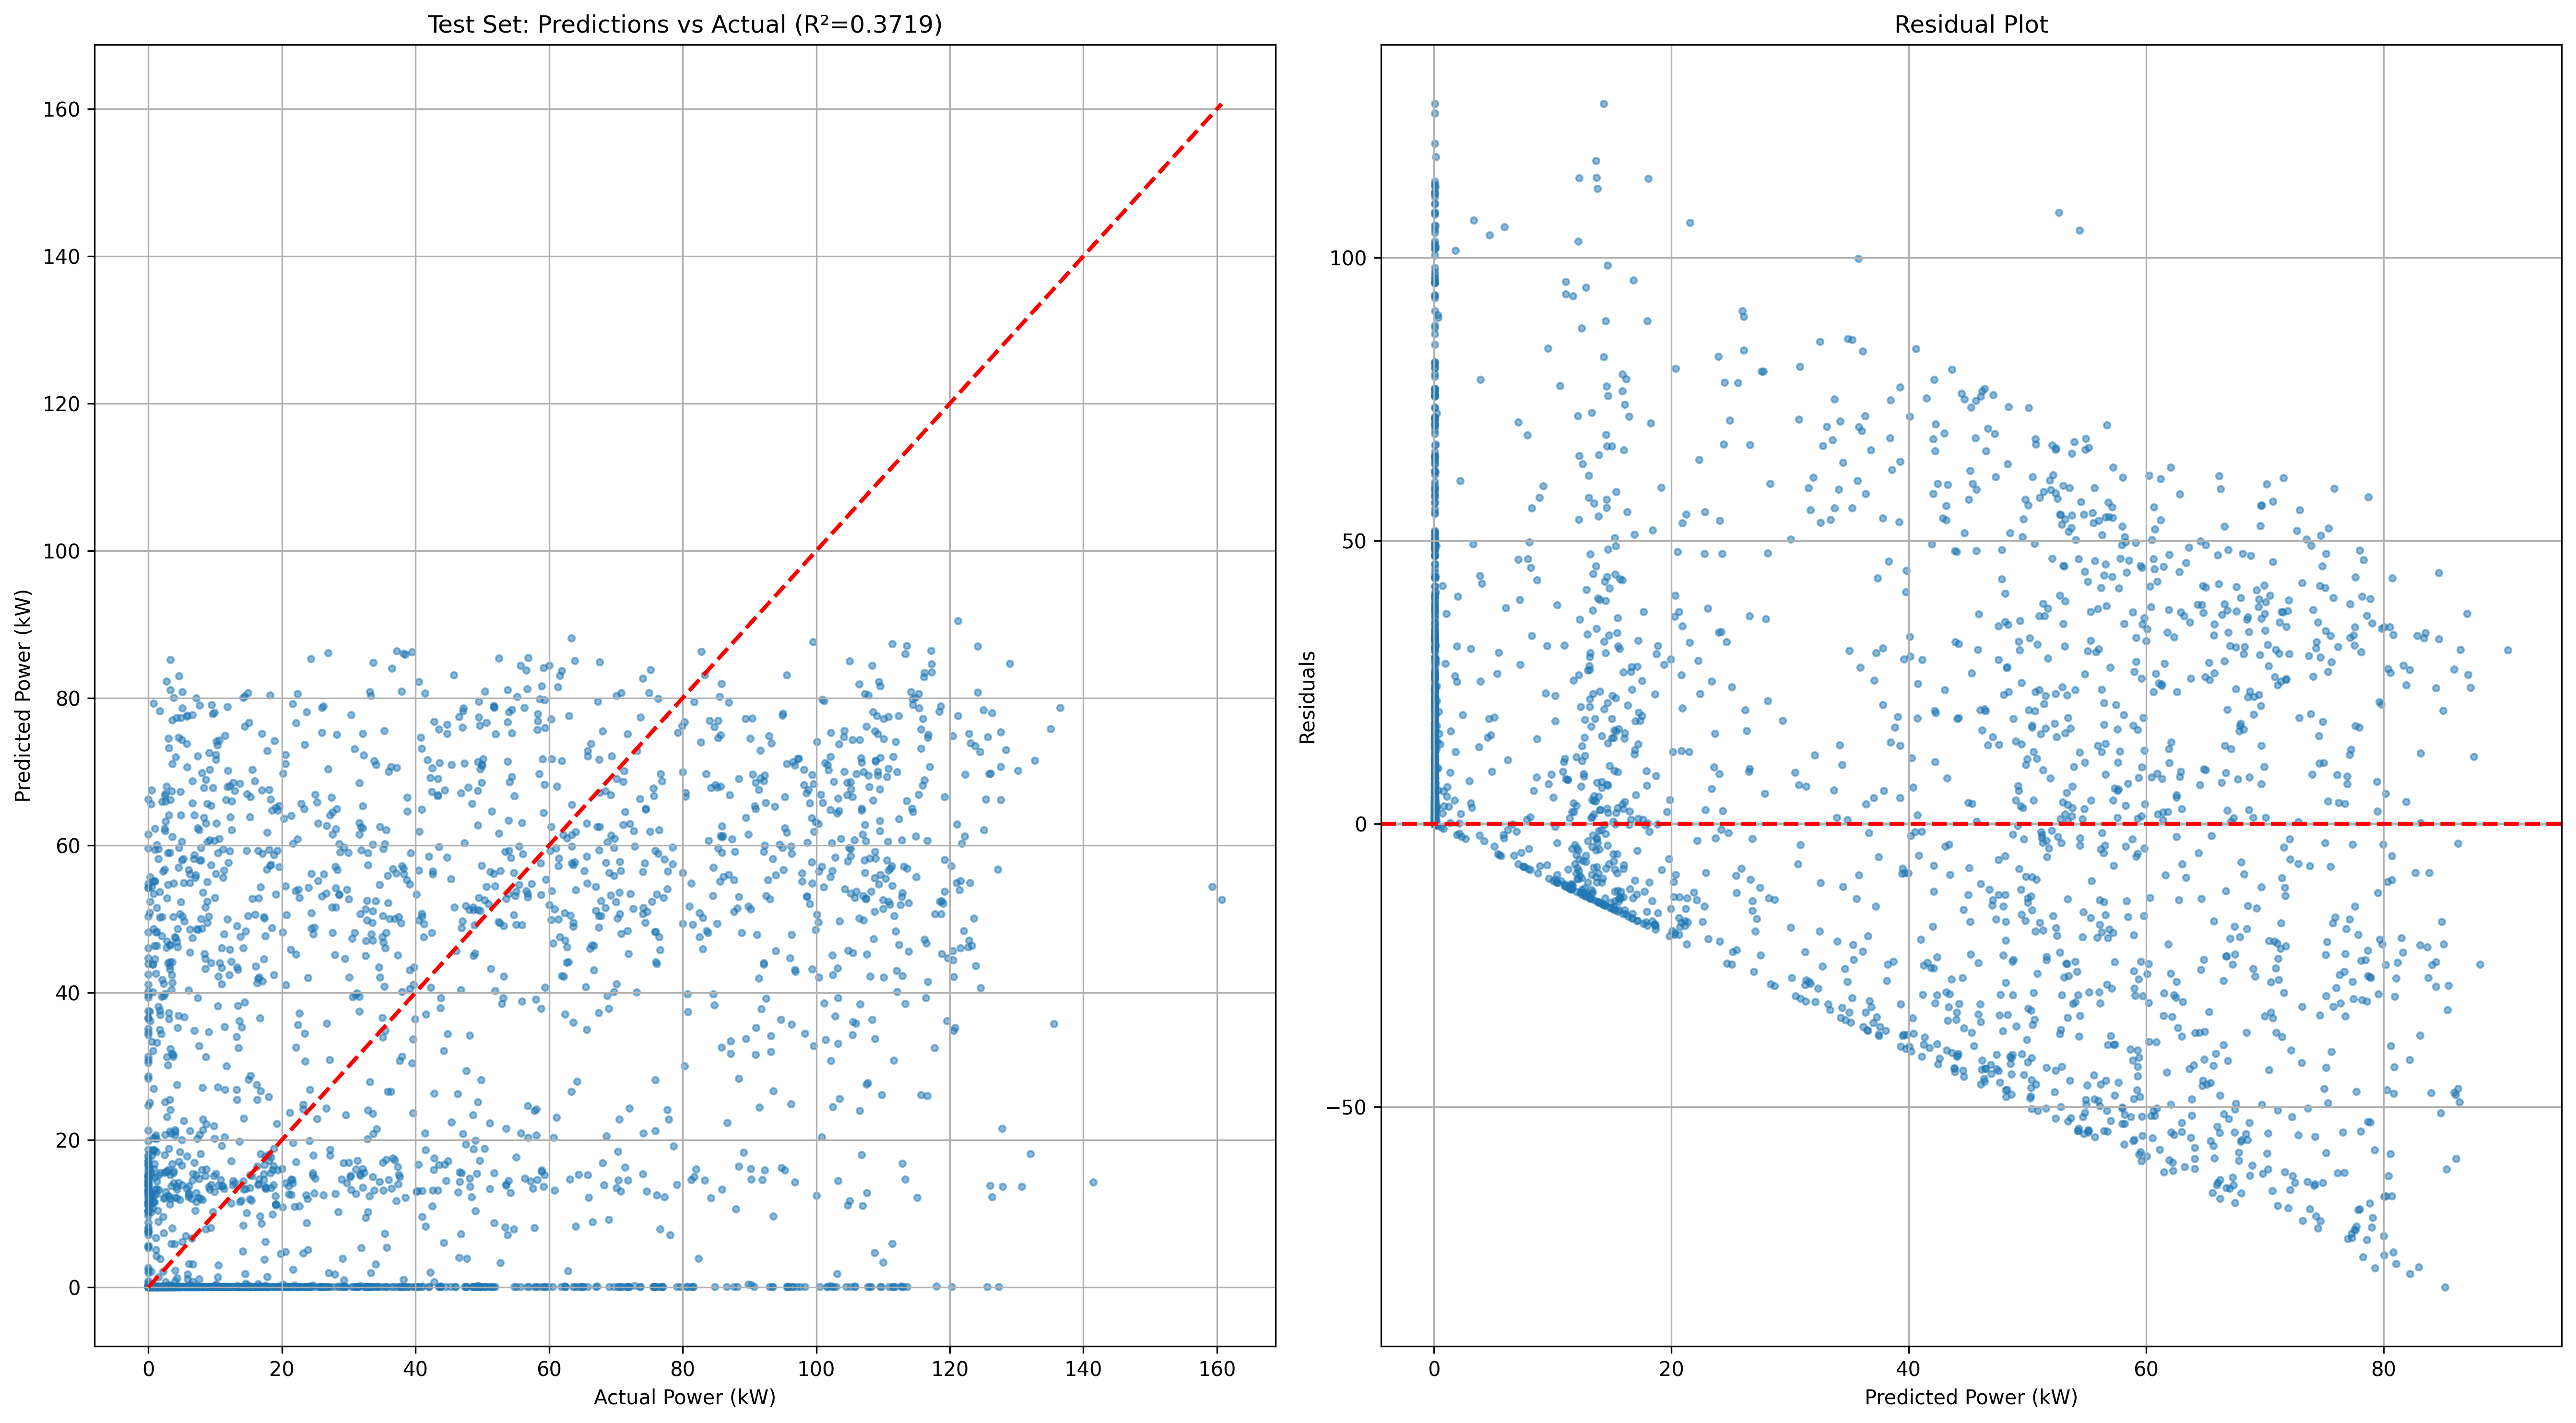 Test Set: Predictions vs Actual (R²=0.3719)
Predicted Power (kW)
160
140
120
100
80
60
40
20
0
0 20 40 60 80 100 120 140 160
Actual Power (kW)
Residual Plot
Residuals
100
50
0
−50
0 20 40 60 80
Predicted Power (kW)